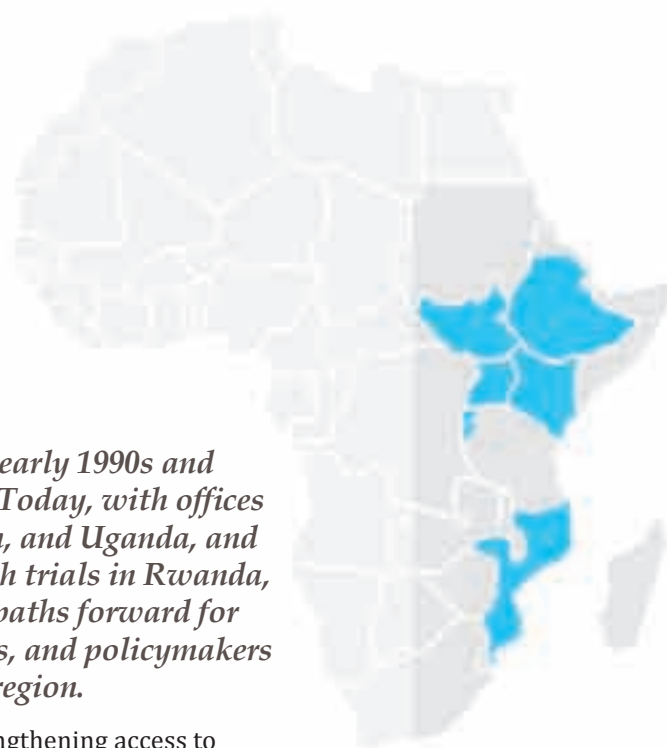 early 1990s and
Today, with offices
, and Uganda, and
h trials in Rwanda,
paths forward for
s, and policymakers
region.
ngthening access to